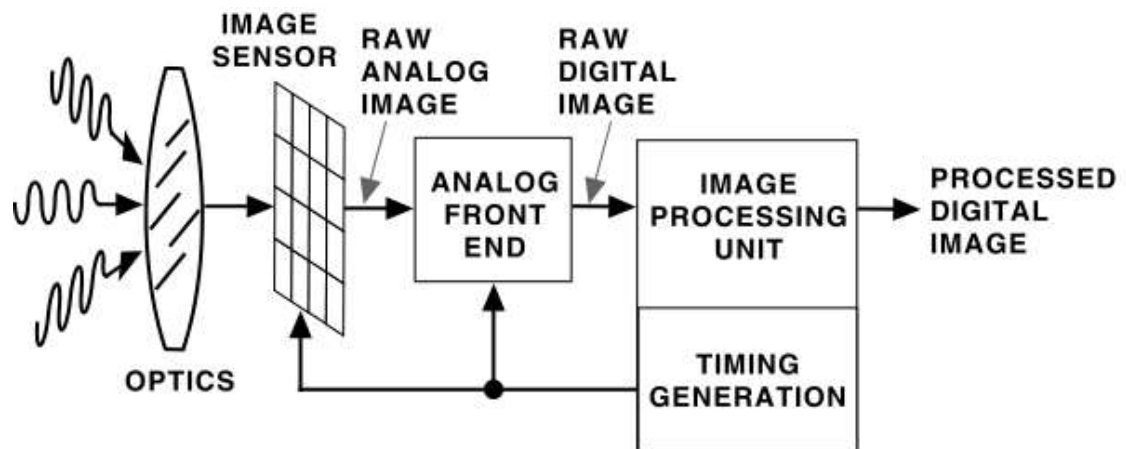 IMAGE
SENSOR
RAW
ANALOG
IMAGE
RAW
DIGITAL
IMAGE
ANALOG
FRONT
END
IMAGE
PROCESSING
UNIT
PROCESSED
DIGITAL
IMAGE
OPTICS
TIMING
GENERATION